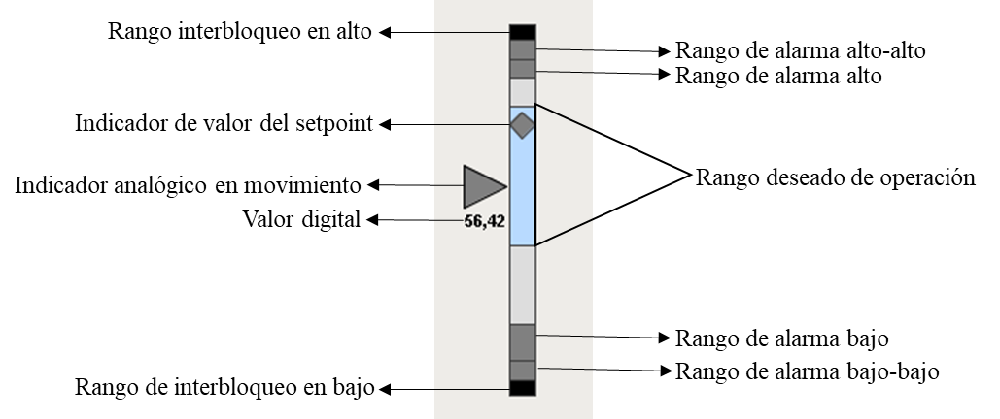 Rango interbloqueo en alto
Rango de alarma alto-alto
Rango de alarma alto
Indicador de valor del setpoint
Indicador analógico en movimiento
Rango deseado de operación
Valor digital
56,42
Rango de alarma bajo
Rango de alarma bajo-bajo
Rango de interbloqueo en bajo